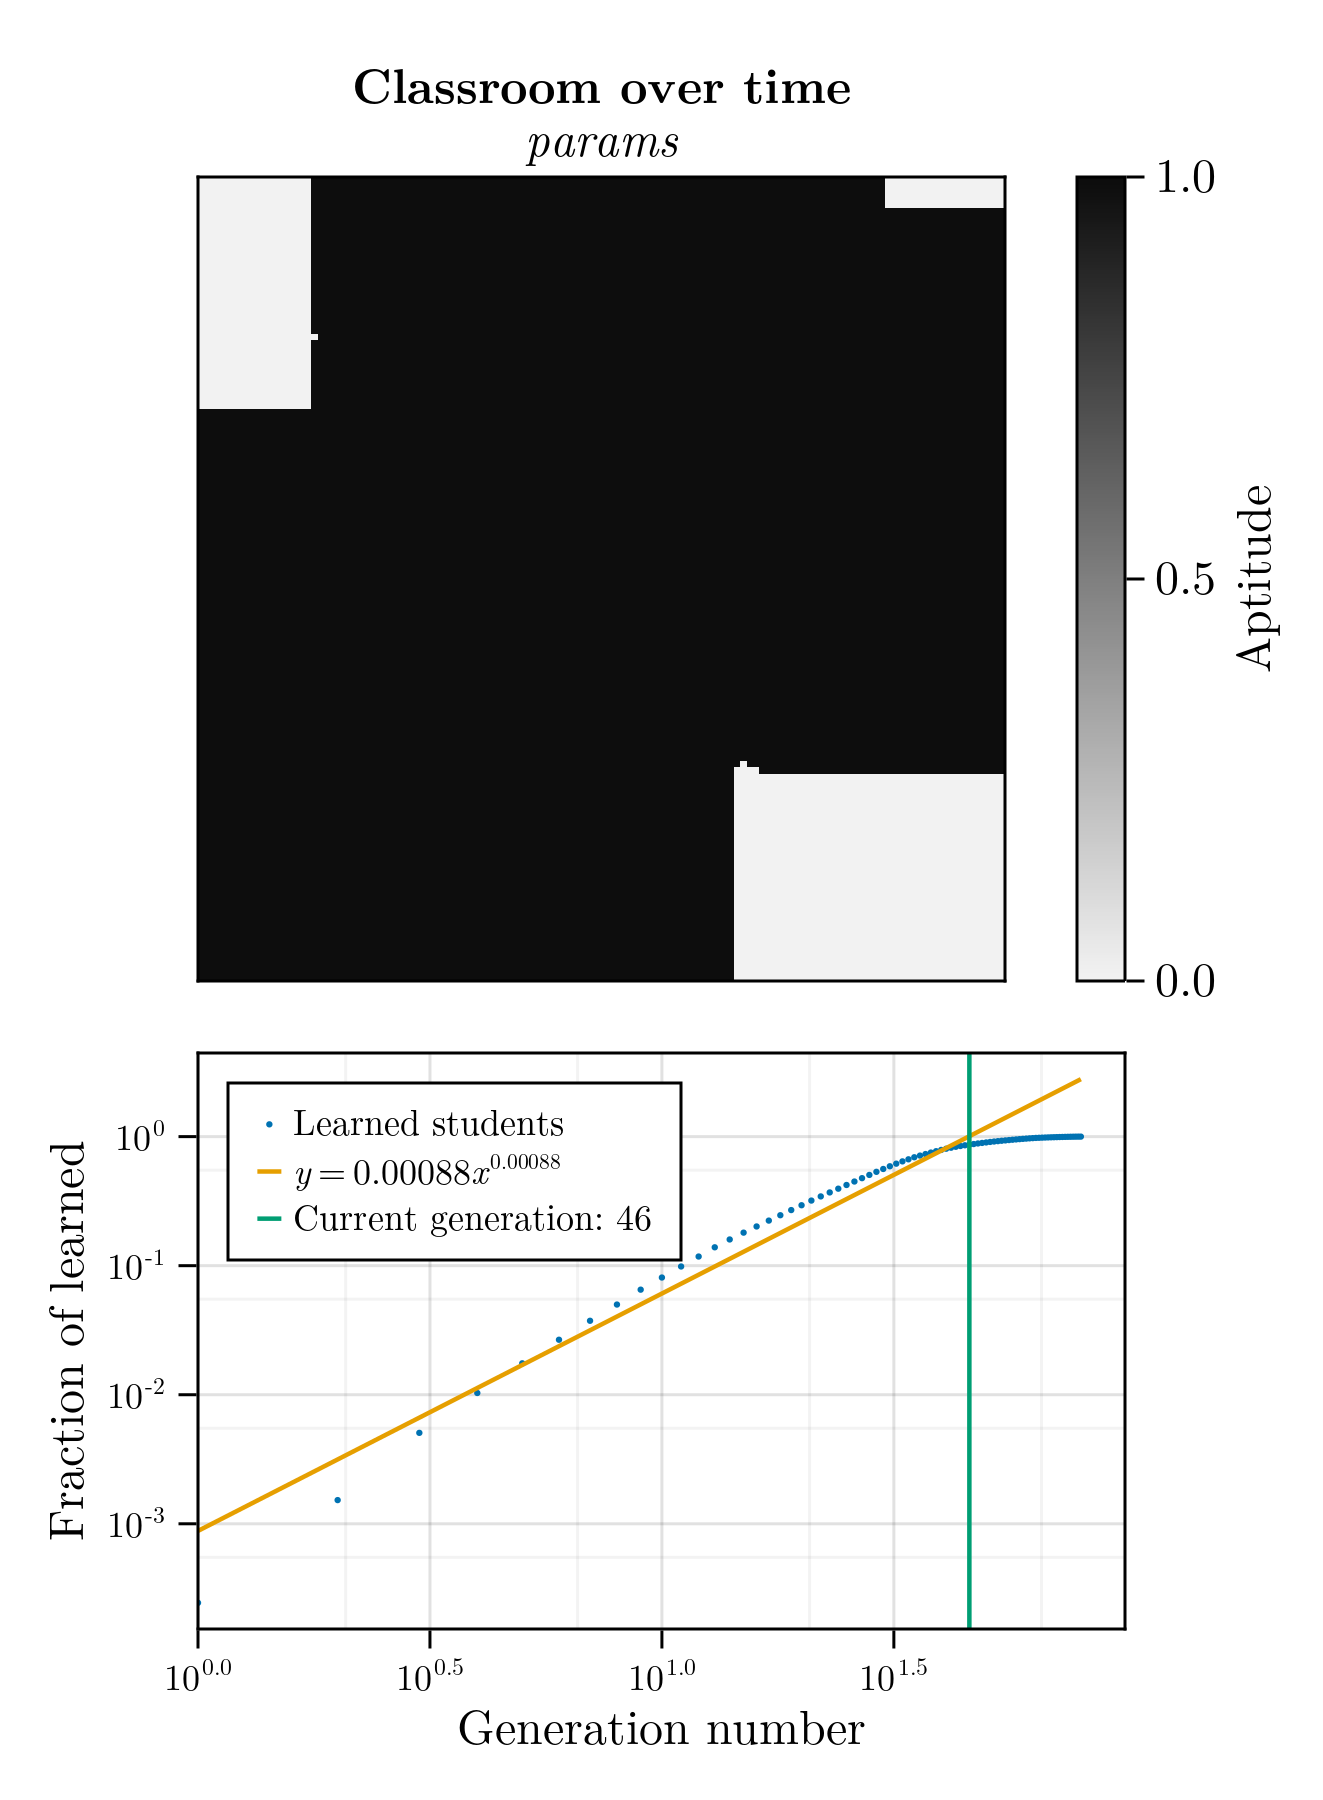 Classroom over time
params
1.0
0.5
0.0
Aptitude
Learned students
y = 0.00088x^0.00088
Current generation: 46
10^0
10^-1
10^-2
10^-3
Fraction of learned
10^0.0 10^0.5 10^1.0 10^1.5
Generation number